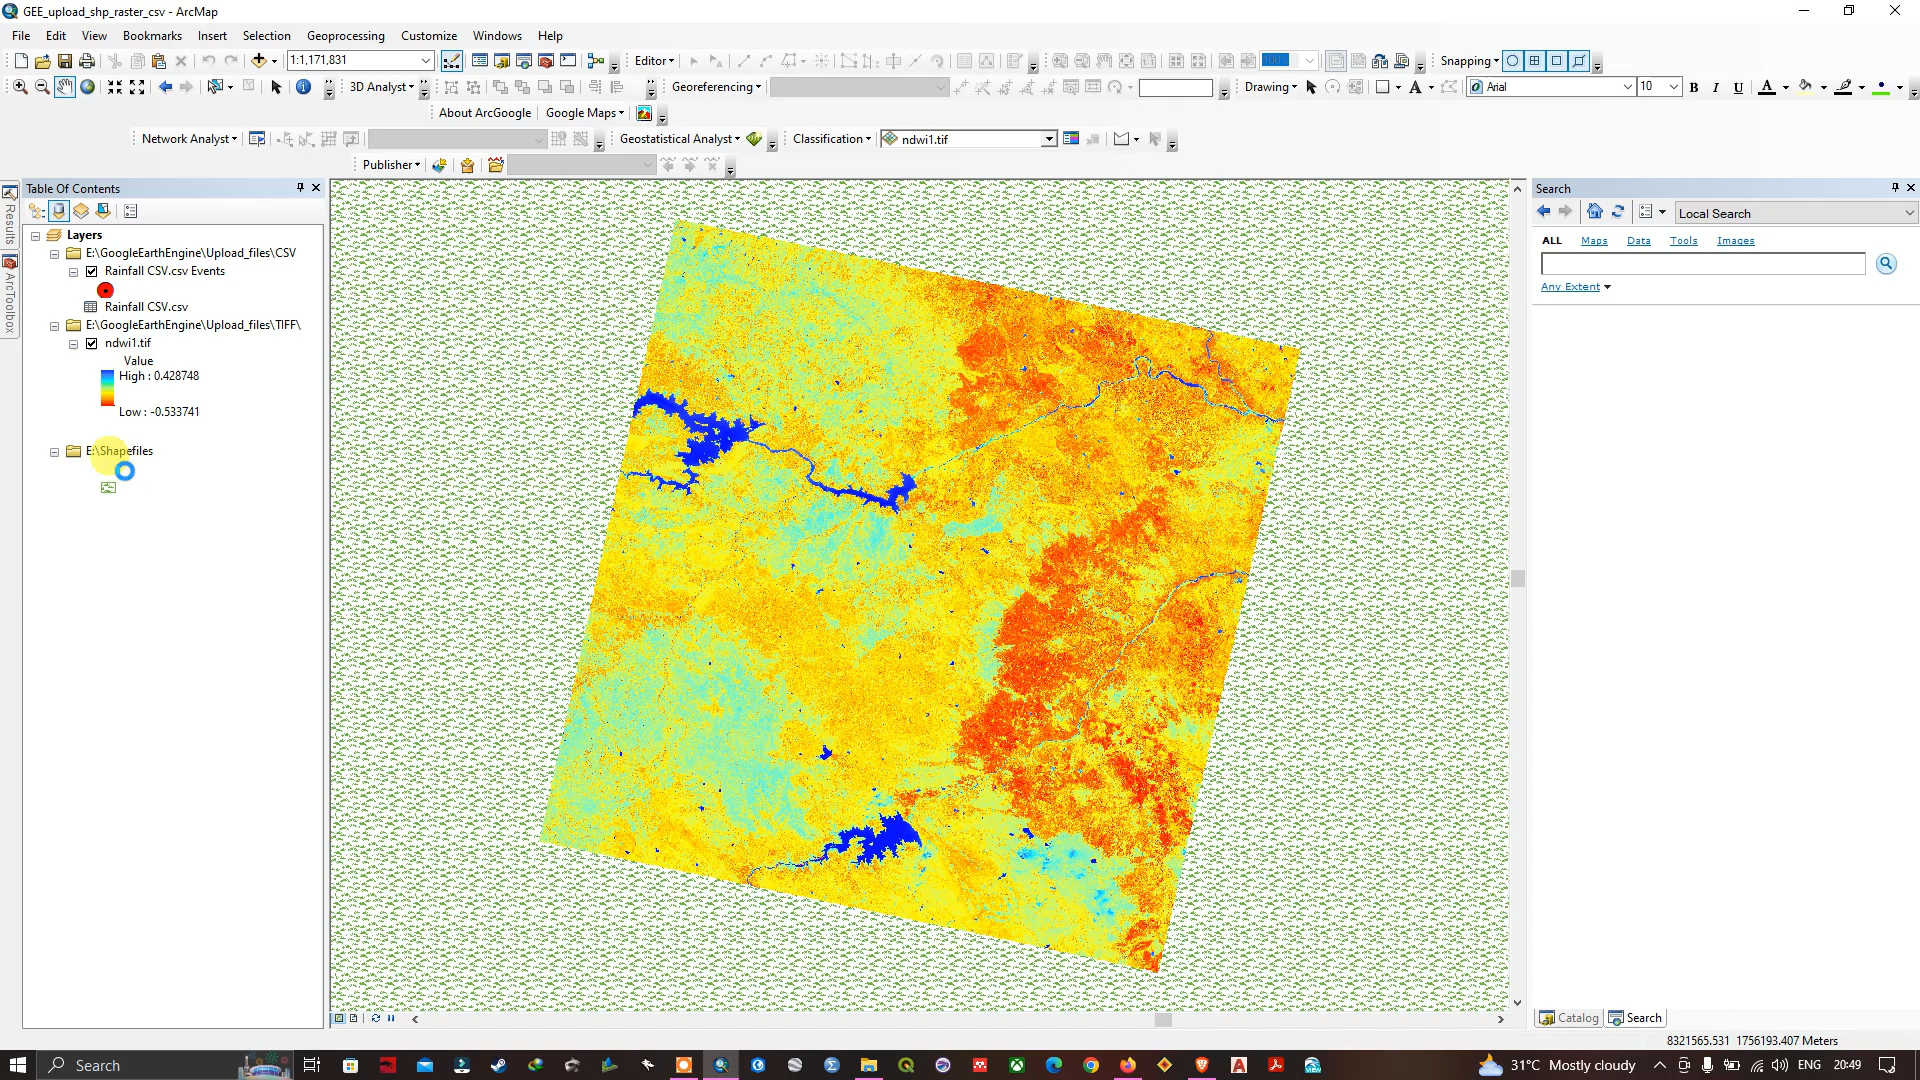 GEE_upload_shp_raster_csv - ArcMap
File Edit View Bookmarks Insert Selection Geoprocessing Customize Windows Help
1:1,171,831 Editor 100% Snapping
3D Analyst Georeferencing Drawing Arial 10 B I U A
About ArcGoogle Google Maps
Network Analyst Geostatistical Analyst Classification ndwi1.tif
Publisher
Table Of Contents
Results
ArcToolbox
Layers
E:\GoogleEarthEngine\Upload_files\CSV
Rainfall CSV.csv Events
Rainfall CSV.csv
E:\GoogleEarthEngine\Upload_files\TIFF\
ndwi1.tif
Value
High : 0.428748
Low : -0.533741
E:\Shapefiles
Search
Local Search
ALL Maps Data Tools Images
Any Extent
Catalog Search
8321565.531 1756193.407 Meters
Search
31°C Mostly cloudy ENG 20:49